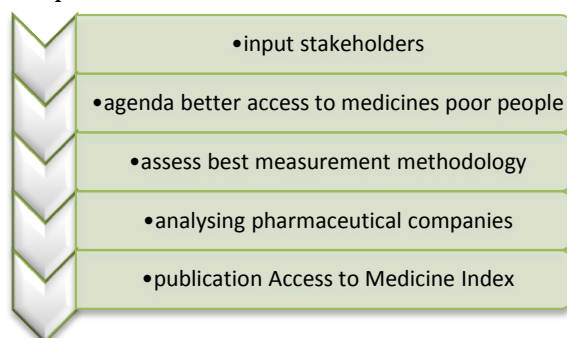 •input stakeholders
•agenda better access to medicines poor people
•assess best measurement methodology
•analysing pharmaceutical companies
•publication Access to Medicine Index